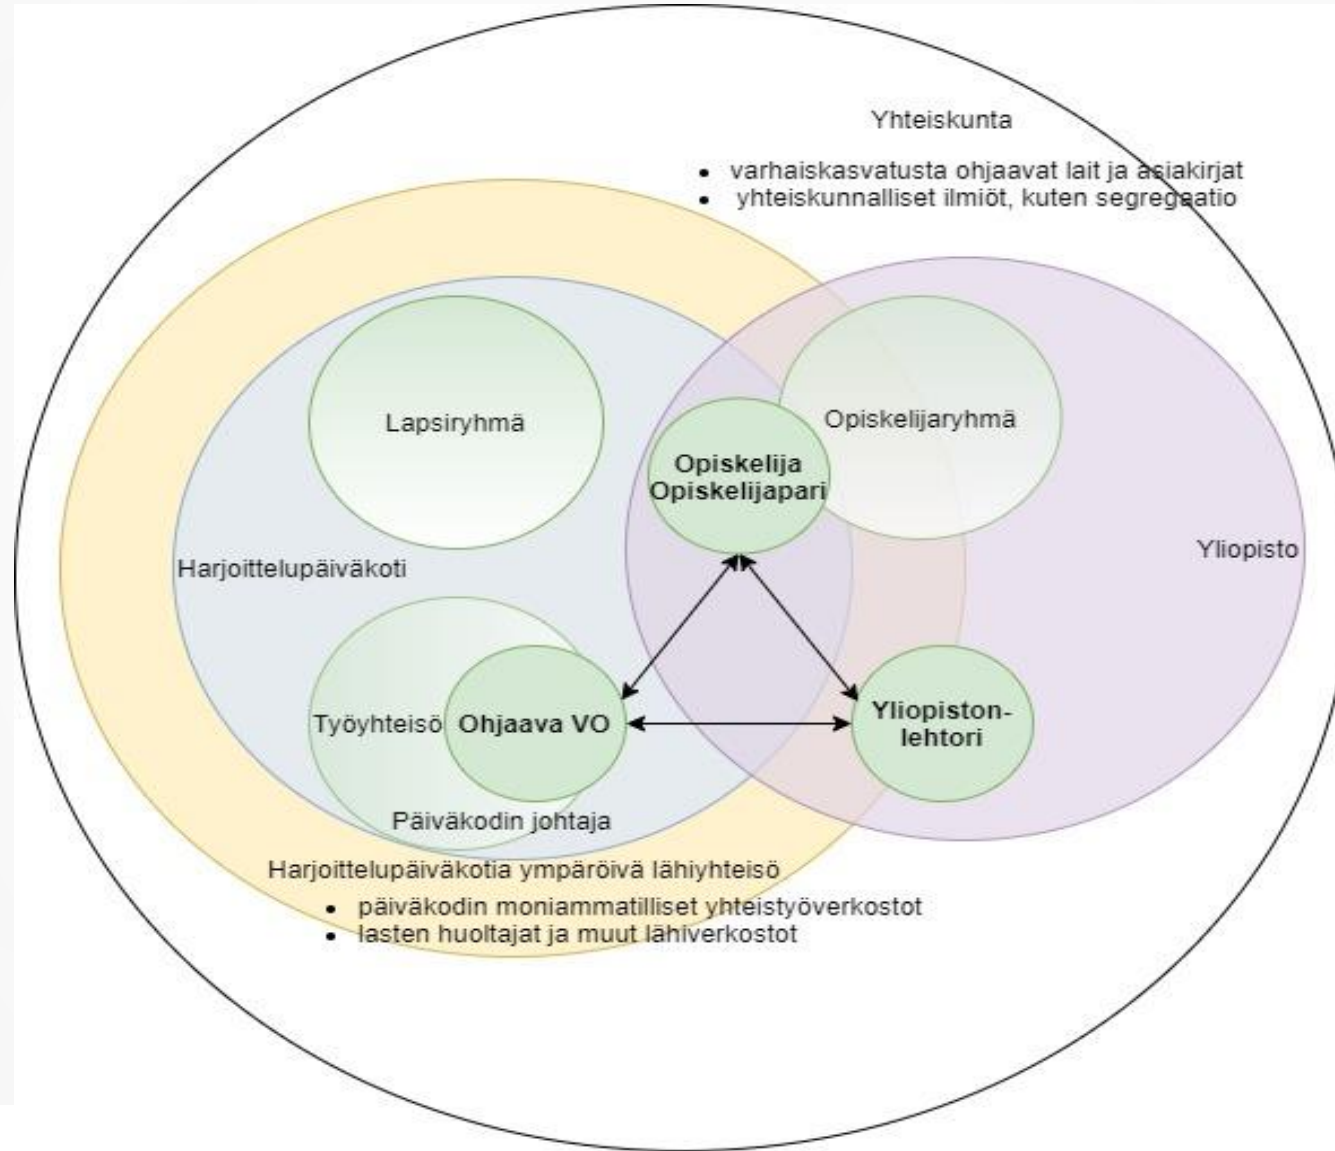 Yhteiskunta
• varhaiskasvatusta ohjaavat lait ja asiakirjat
• yhteiskunnalliset ilmiöt, kuten segregaatio
Lapsiryhmä
Opiskelijaryhmä
Opiskelija
Opiskelijapari
Yliopisto
Harjoittelupäiväkoti
Työyhteisö
Ohjaava VO
Yliopiston-
lehtori
Päiväkodin johtaja
Harjoittelupäiväkotia ympäröivä lähiyhteisö
• päiväkodin moniammatilliset yhteistyöverkostot
• lasten huoltajat ja muut lähiverkostot